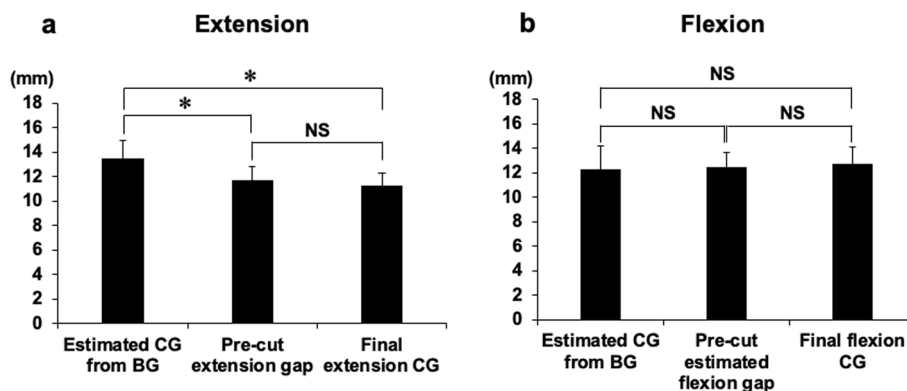 a
Extension
(mm)
18
16
14
12
10
8
6
4
2
0
*
*
NS
Estimated CG
from BG
Pre-cut
extension gap
Final
extension CG
b
Flexion
(mm)
18
16
14
12
10
8
6
4
2
0
NS
NS
NS
Estimated CG
from BG
Pre-cut
estimated
flexion gap
Final flexion
CG